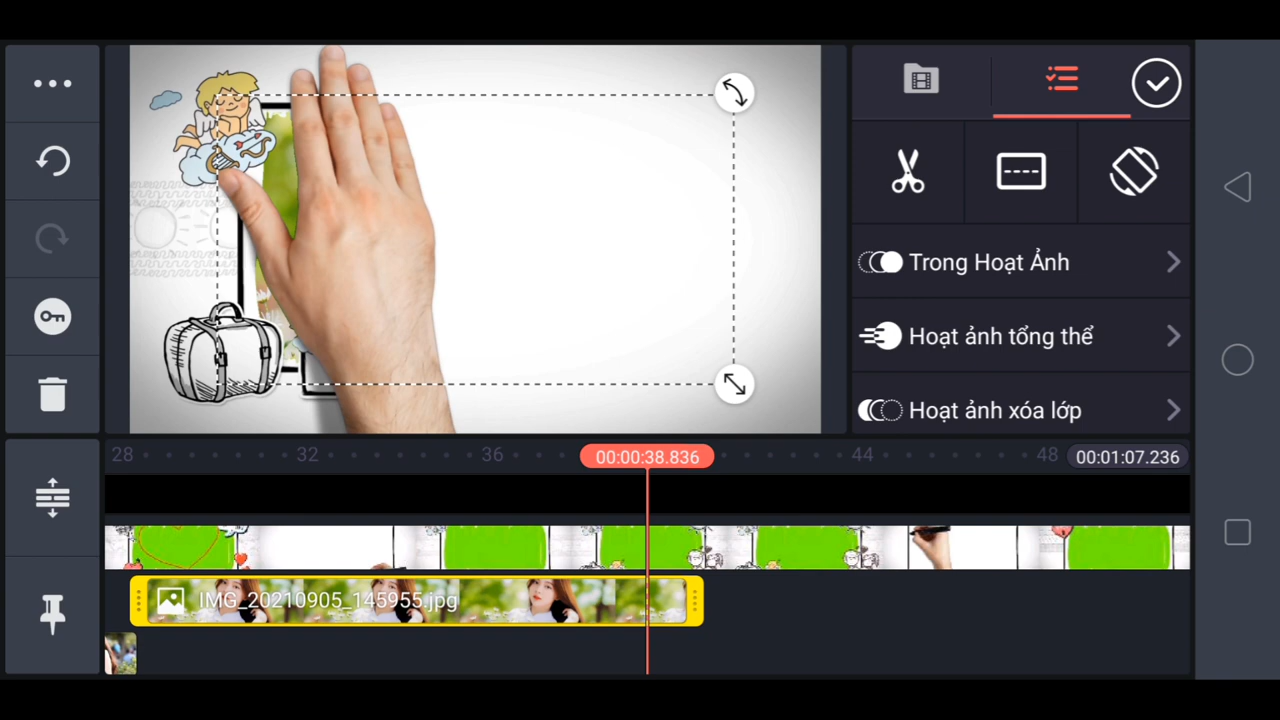 Trong Hoạt Ảnh
Hoạt ảnh tổng thể
Hoạt ảnh xóa lớp
28 32 36 00:00:38.836 44 48 00:01:07.236
IMG_20210905_145955.jpg